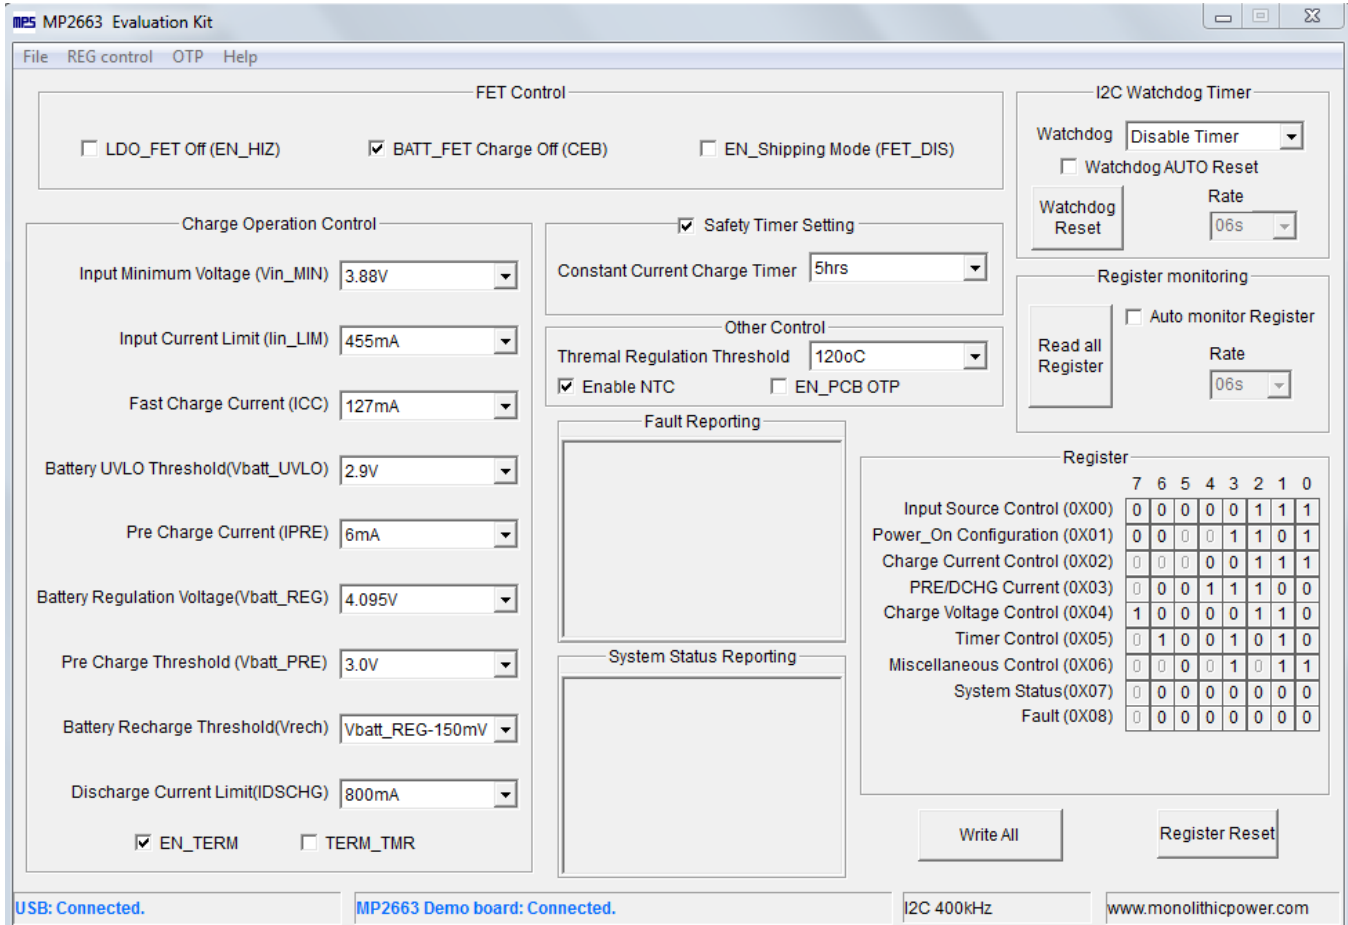 mps MP2663 Evaluation Kit
File REG control OTP Help
FET Control
LDO_FET Off (EN_HIZ) BATT_FET Charge Off (CEB) EN_Shipping Mode (FET_DIS)
I2C Watchdog Timer
Watchdog Disable Timer
Watchdog AUTO Reset
Watchdog Reset
Rate
06s
Charge Operation Control
Input Minimum Voltage (Vin_MIN) 3.88V
Input Current Limit (Iin_LIM) 455mA
Fast Charge Current (ICC) 127mA
Battery UVLO Threshold(Vbatt_UVLO) 2.9V
Pre Charge Current (IPRE) 6mA
Battery Regulation Voltage(Vbatt_REG) 4.095V
Pre Charge Threshold (Vbatt_PRE) 3.0V
Battery Recharge Threshold(Vrech) Vbatt_REG-150mV
Discharge Current Limit(IDSCHG) 800mA
EN_TERM TERM_TMR
Safety Timer Setting
Constant Current Charge Timer 5hrs
Other Control
Thremal Regulation Threshold 120oC
Enable NTC EN_PCB OTP
Fault Reporting
System Status Reporting
Register monitoring
Read all Register
Auto monitor Register
Rate
06s
Register
7 6 5 4 3 2 1 0
Input Source Control (0X00) 0 0 0 0 0 1 1 1
Power_On Configuration (0X01) 0 0 0 0 1 1 0 1
Charge Current Control (0X02) 0 0 0 0 0 1 1 1
PRE/DCHG Current (0X03) 0 0 0 1 1 1 0 0
Charge Voltage Control (0X04) 1 0 0 0 0 1 1 0
Timer Control (0X05) 0 1 0 0 1 0 1 0
Miscellaneous Control (0X06) 0 0 0 0 1 0 1 1
System Status(0X07) 0 0 0 0 0 0 0 0
Fault (0X08) 0 0 0 0 0 0 0 0
Write All Register Reset
USB: Connected. MP2663 Demo board: Connected. I2C 400kHz www.monolithicpower.com